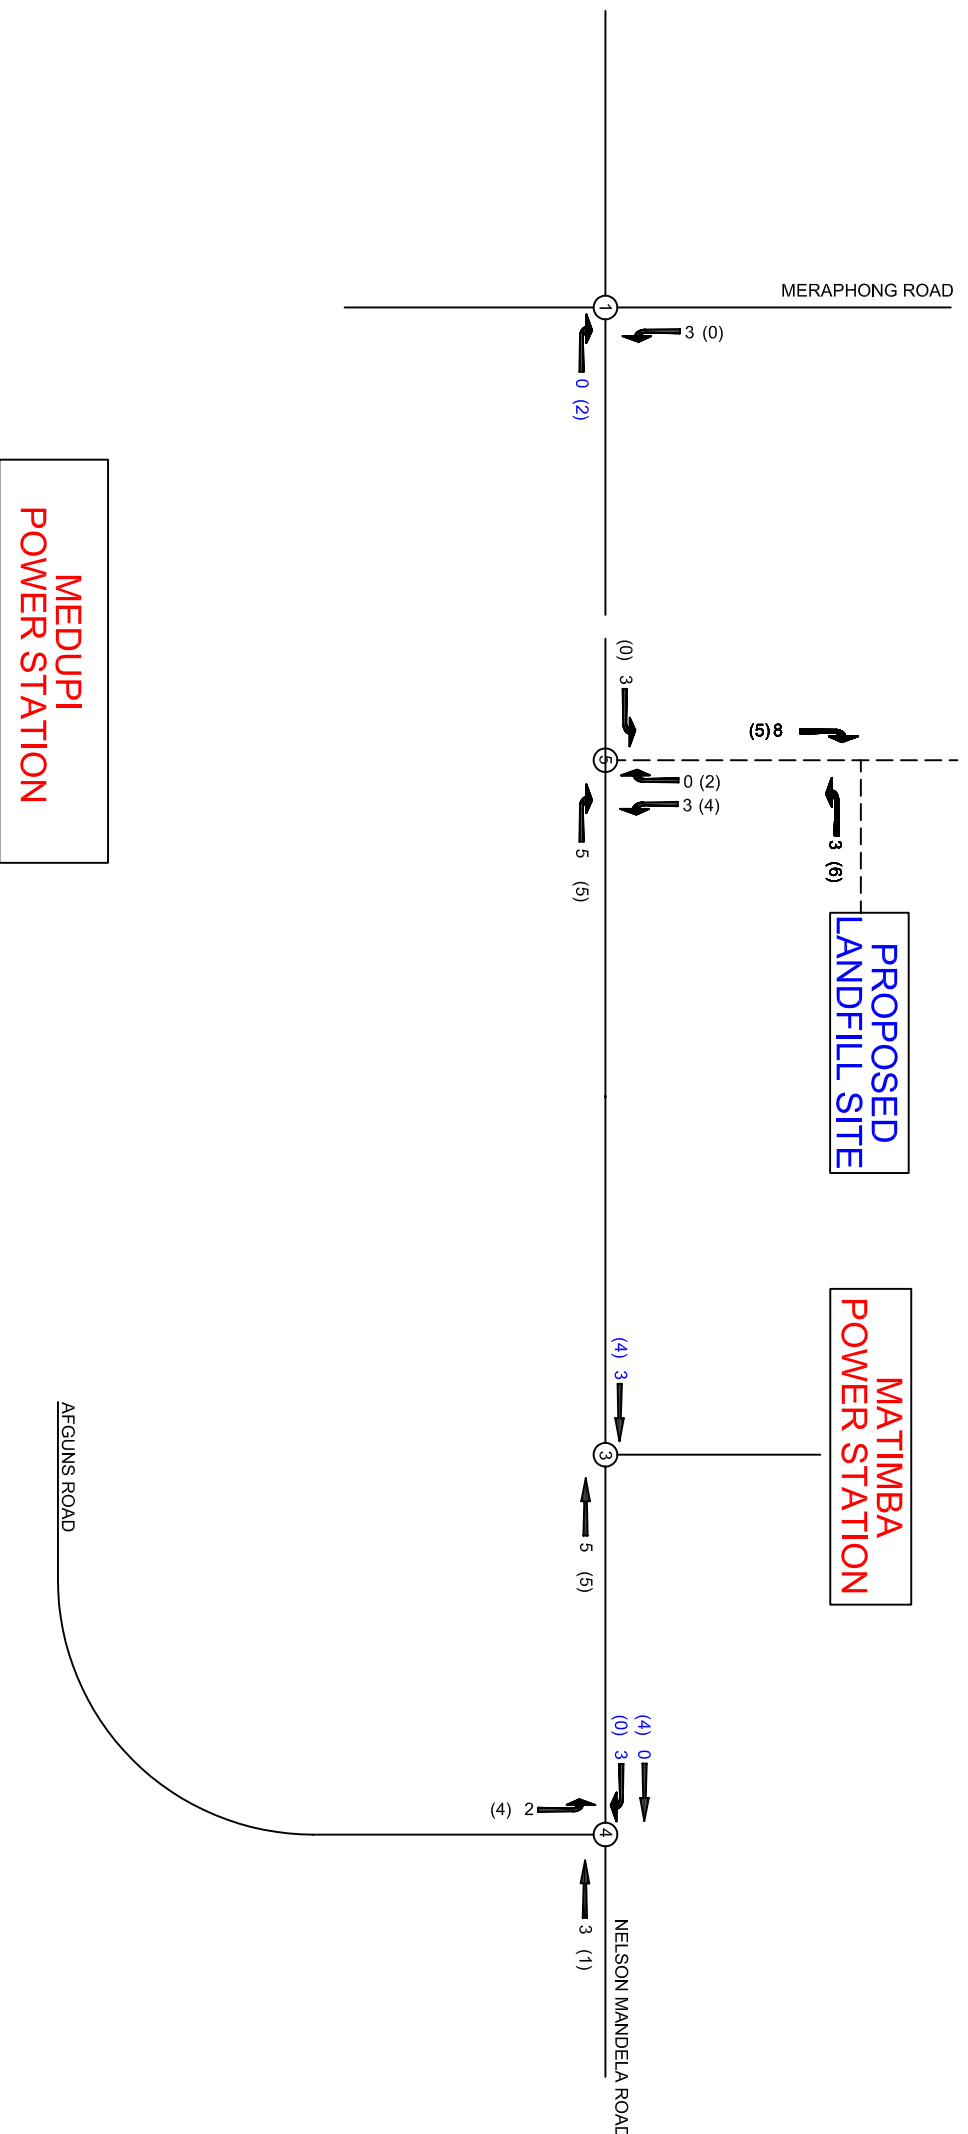 MERAPHONG ROAD
1
3 (0)
0 (2)
MEDUPI
POWER STATION
(0) 3
(5) 8
5
0 (2)
3 (4)
5 (5)
3 (6)
PROPOSED
LANDFILL SITE
MATIMBA
POWER STATION
(4) 3
3
5 (5)
AFGUNS ROAD
(4) 0
(0) 3
(4) 2
4
3 (1)
NELSON MANDELA ROAD